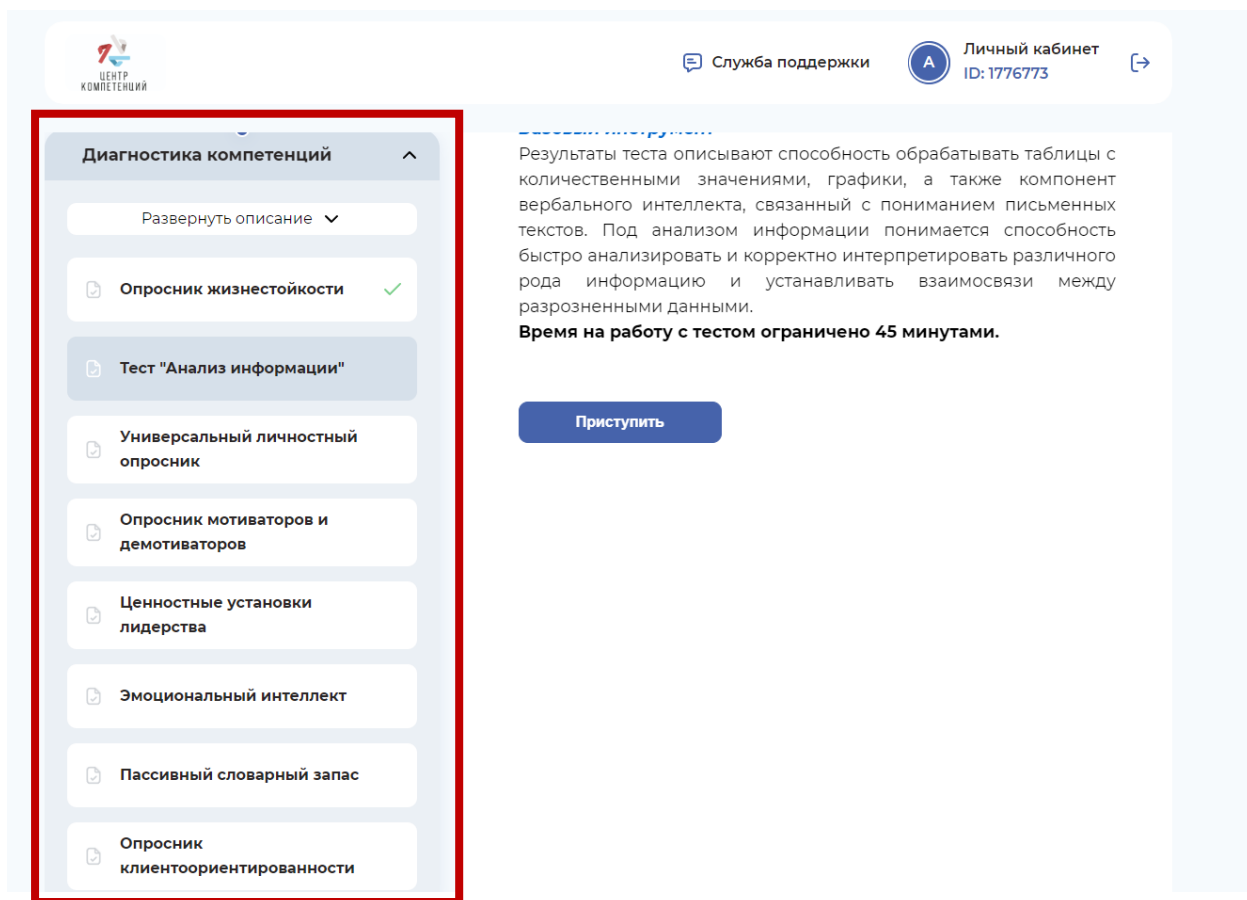 ЦЕНТР
КОМПЕТЕНЦИЙ
Служба поддержки
А
Личный кабинет
ID: 1776773
Диагностика компетенций
Развернуть описание
Опросник жизнестойкости
Тест "Анализ информации"
Универсальный личностный
опросник
Опросник мотиваторов и
демотиваторов
Ценностные установки
лидерства
Эмоциональный интеллект
Пассивный словарный запас
Опросник
клиентоориентированности
Базовый инструмент
Результаты теста описывают способность обрабатывать таблицы с
количественными значениями, графики, а также компонент
вербального интеллекта, связанный с пониманием письменных
текстов. Под анализом информации понимается способность
быстро анализировать и корректно интерпретировать различного
рода информацию и устанавливать взаимосвязи между
разрозненными данными.
Время на работу с тестом ограничено 45 минутами.
Приступить